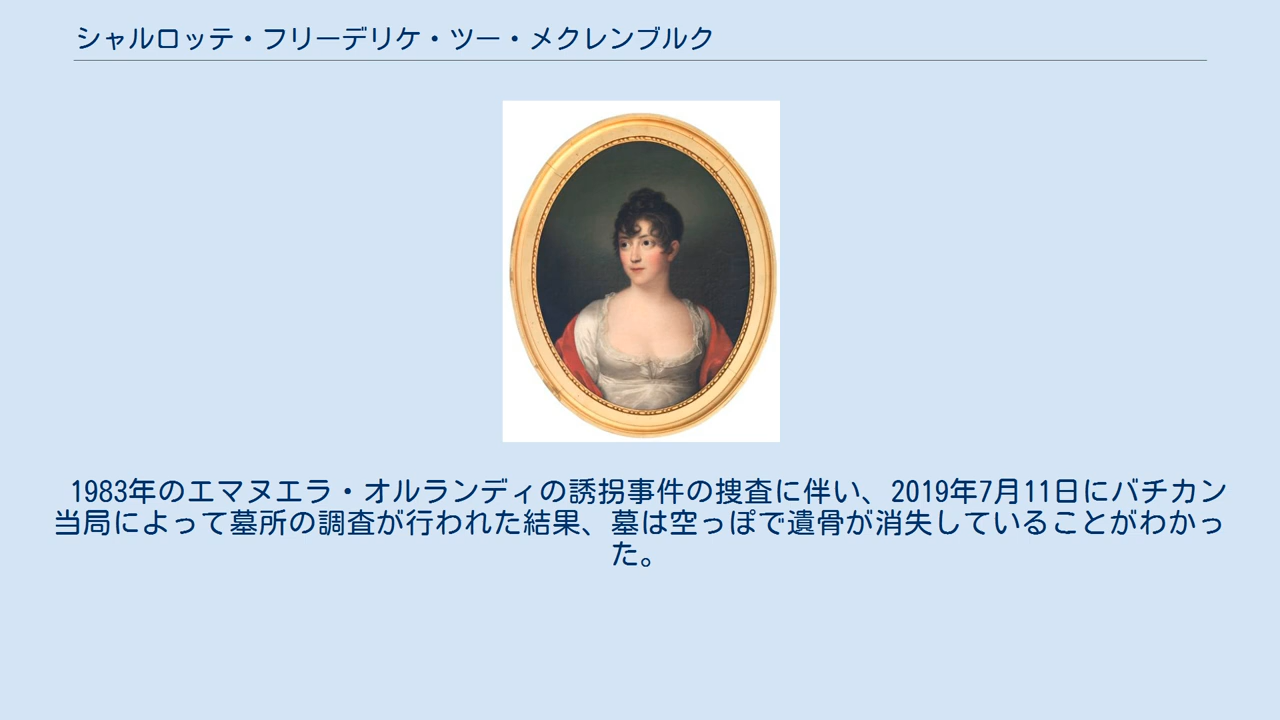 シャルロッテ・フリーデリケ・ツー・メクレンブルク
1983年のエマヌエラ・オルランディの誘拐事件の捜査に伴い、2019年7月11日にバチカン
当局によって墓所の調査が行われた結果、墓は空っぽで遺骨が消失していることがわかっ
た。